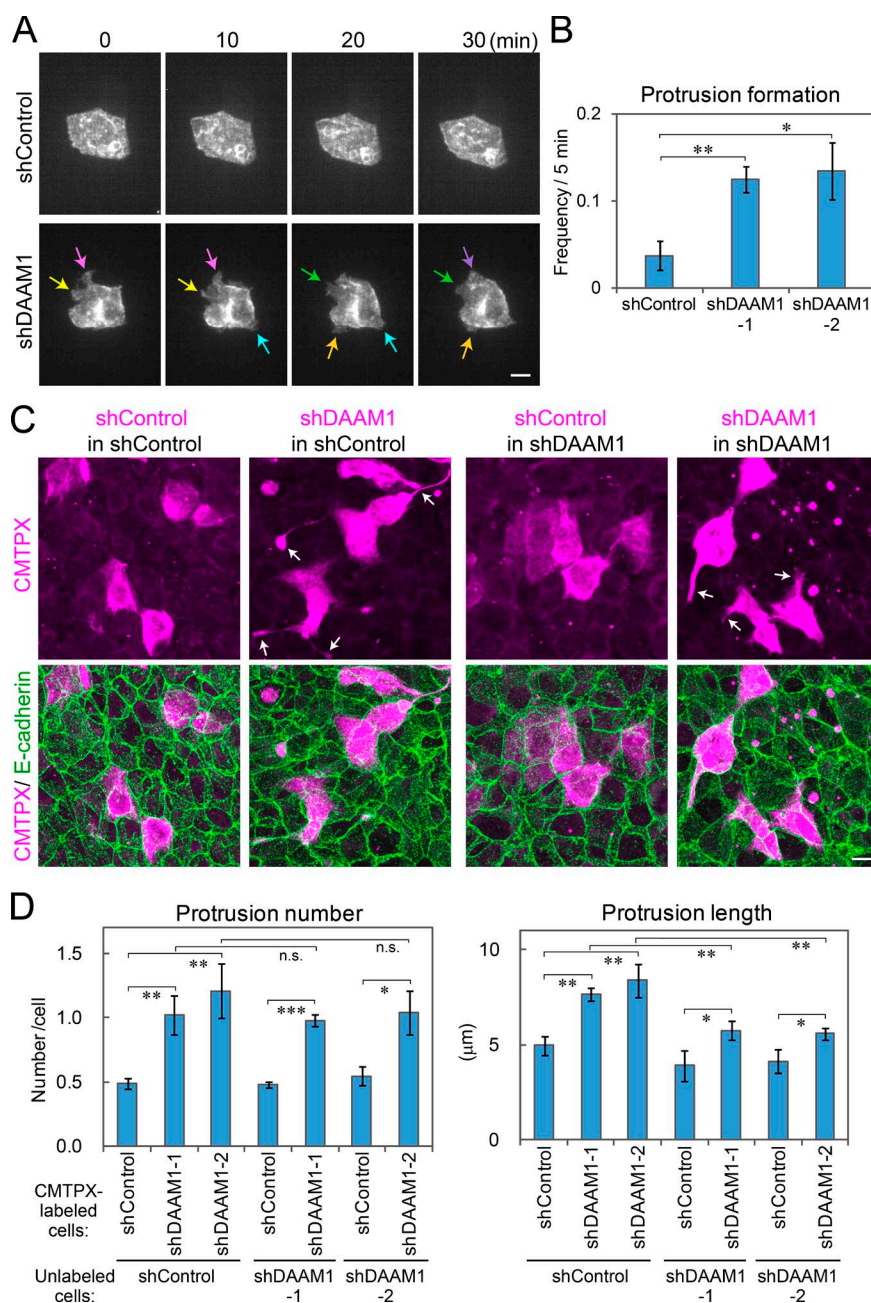 A
0 10 20 30 (min)
shControl
shDAAM1
B
Protrusion formation
Frequency / 5 min
0.2
0.1
0
**
*
shControl
shDAAM1
-1
shDAAM1
-2
C
shControl
in shControl
shDAAM1
in shControl
shControl
in shDAAM1
shDAAM1
in shDAAM1
CMTPX
CMTPX/ E-cadherin
D
Protrusion number
Number /cell
1.5
1.0
0.5
0.0
**
**
n.s.
***
n.s.
*
CMTPX-
labeled
cells:
shControl
shDAAM1-1
shDAAM1-2
shControl
shDAAM1-1
shControl
shDAAM1-2
Unlabeled
cells:
shControl
shDAAM1
-1
shDAAM1
-2
Protrusion length
(μm)
10
5
0
**
**
**
*
**
*
shControl
shDAAM1-1
shDAAM1-2
shControl
shDAAM1-1
shControl
shDAAM1-2
shControl
shDAAM1
-1
shDAAM1
-2